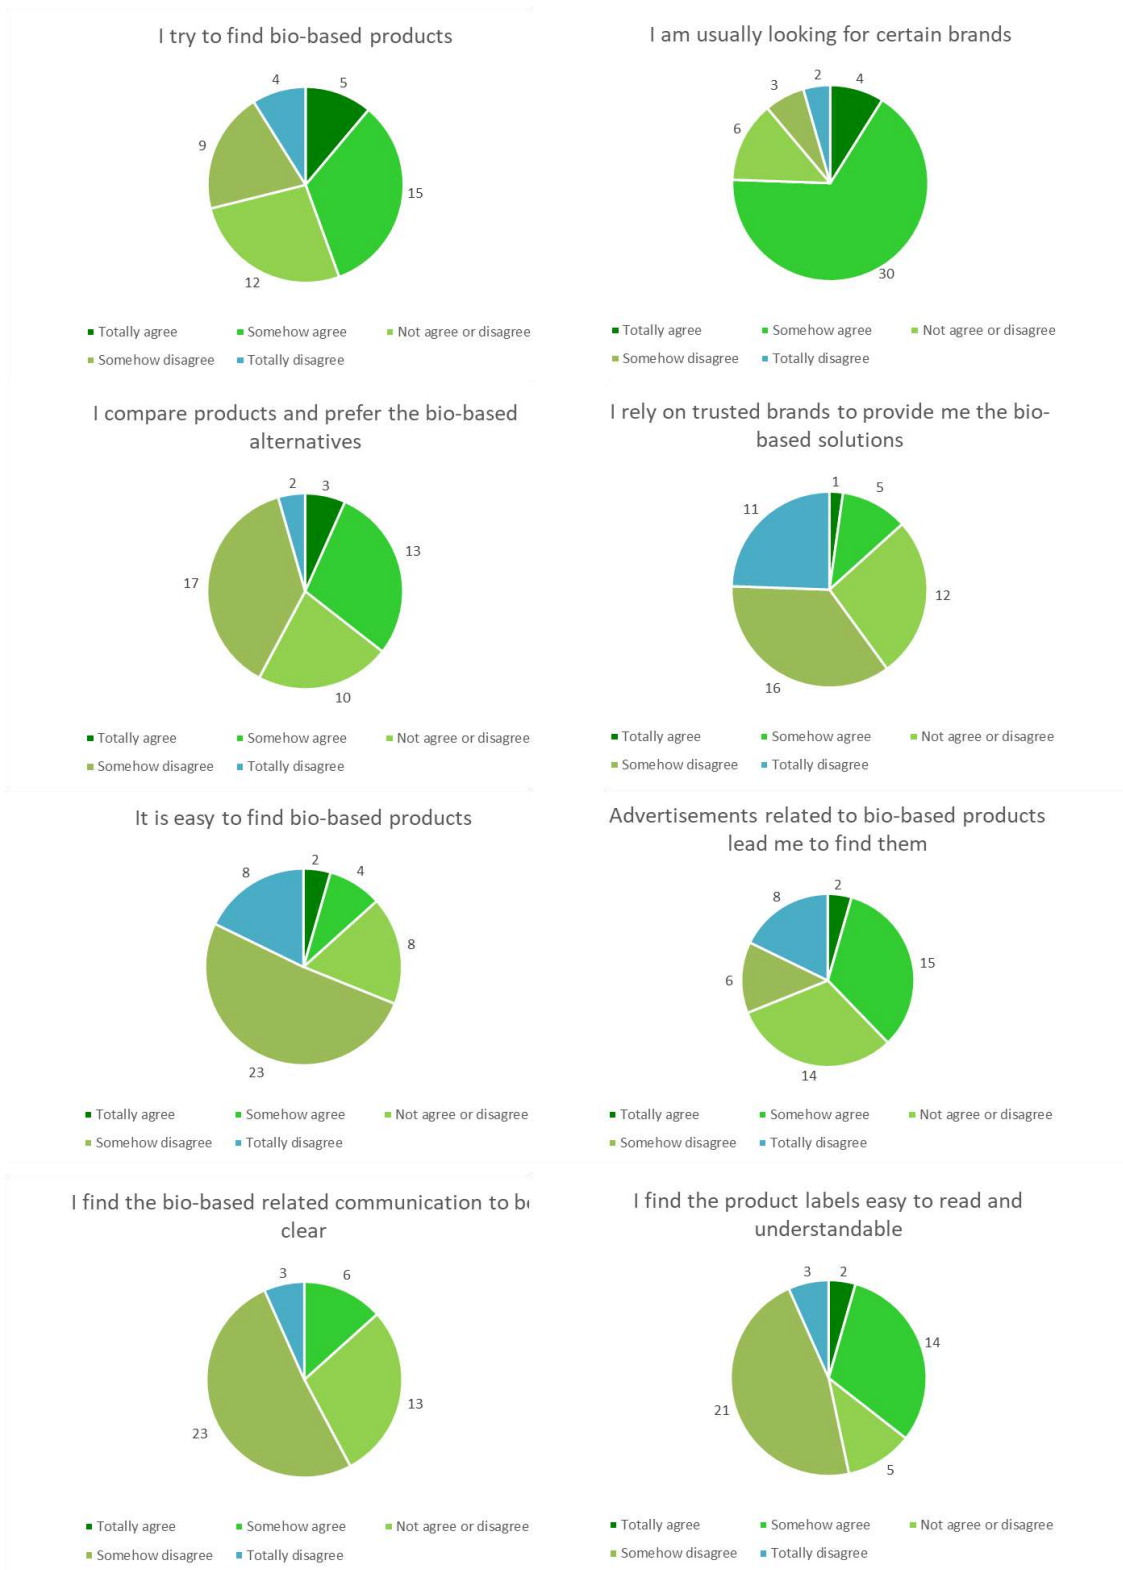 I try to find bio-based products
4
5
9
15
12
Totally agree
Somehow agree
Not agree or disagree
Somehow disagree
Totally disagree
I am usually looking for certain brands
2
4
3
6
30
Totally agree
Somehow agree
Not agree or disagree
Somehow disagree
Totally disagree
I compare products and prefer the bio-based
alternatives
2
3
13
17
10
Totally agree
Somehow agree
Not agree or disagree
Somehow disagree
Totally disagree
I rely on trusted brands to provide me the bio-
based solutions
1
5
11
12
16
Totally agree
Somehow agree
Not agree or disagree
Somehow disagree
Totally disagree
It is easy to find bio-based products
2
4
8
8
23
Totally agree
Somehow agree
Not agree or disagree
Somehow disagree
Totally disagree
Advertisements related to bio-based products
lead me to find them
2
8
15
6
14
Totally agree
Somehow agree
Not agree or disagree
Somehow disagree
Totally disagree
I find the bio-based related communication to be
clear
3
6
13
23
Totally agree
Somehow agree
Not agree or disagree
Somehow disagree
Totally disagree
I find the product labels easy to read and
understandable
3
2
14
21
5
Totally agree
Somehow agree
Not agree or disagree
Somehow disagree
Totally disagree